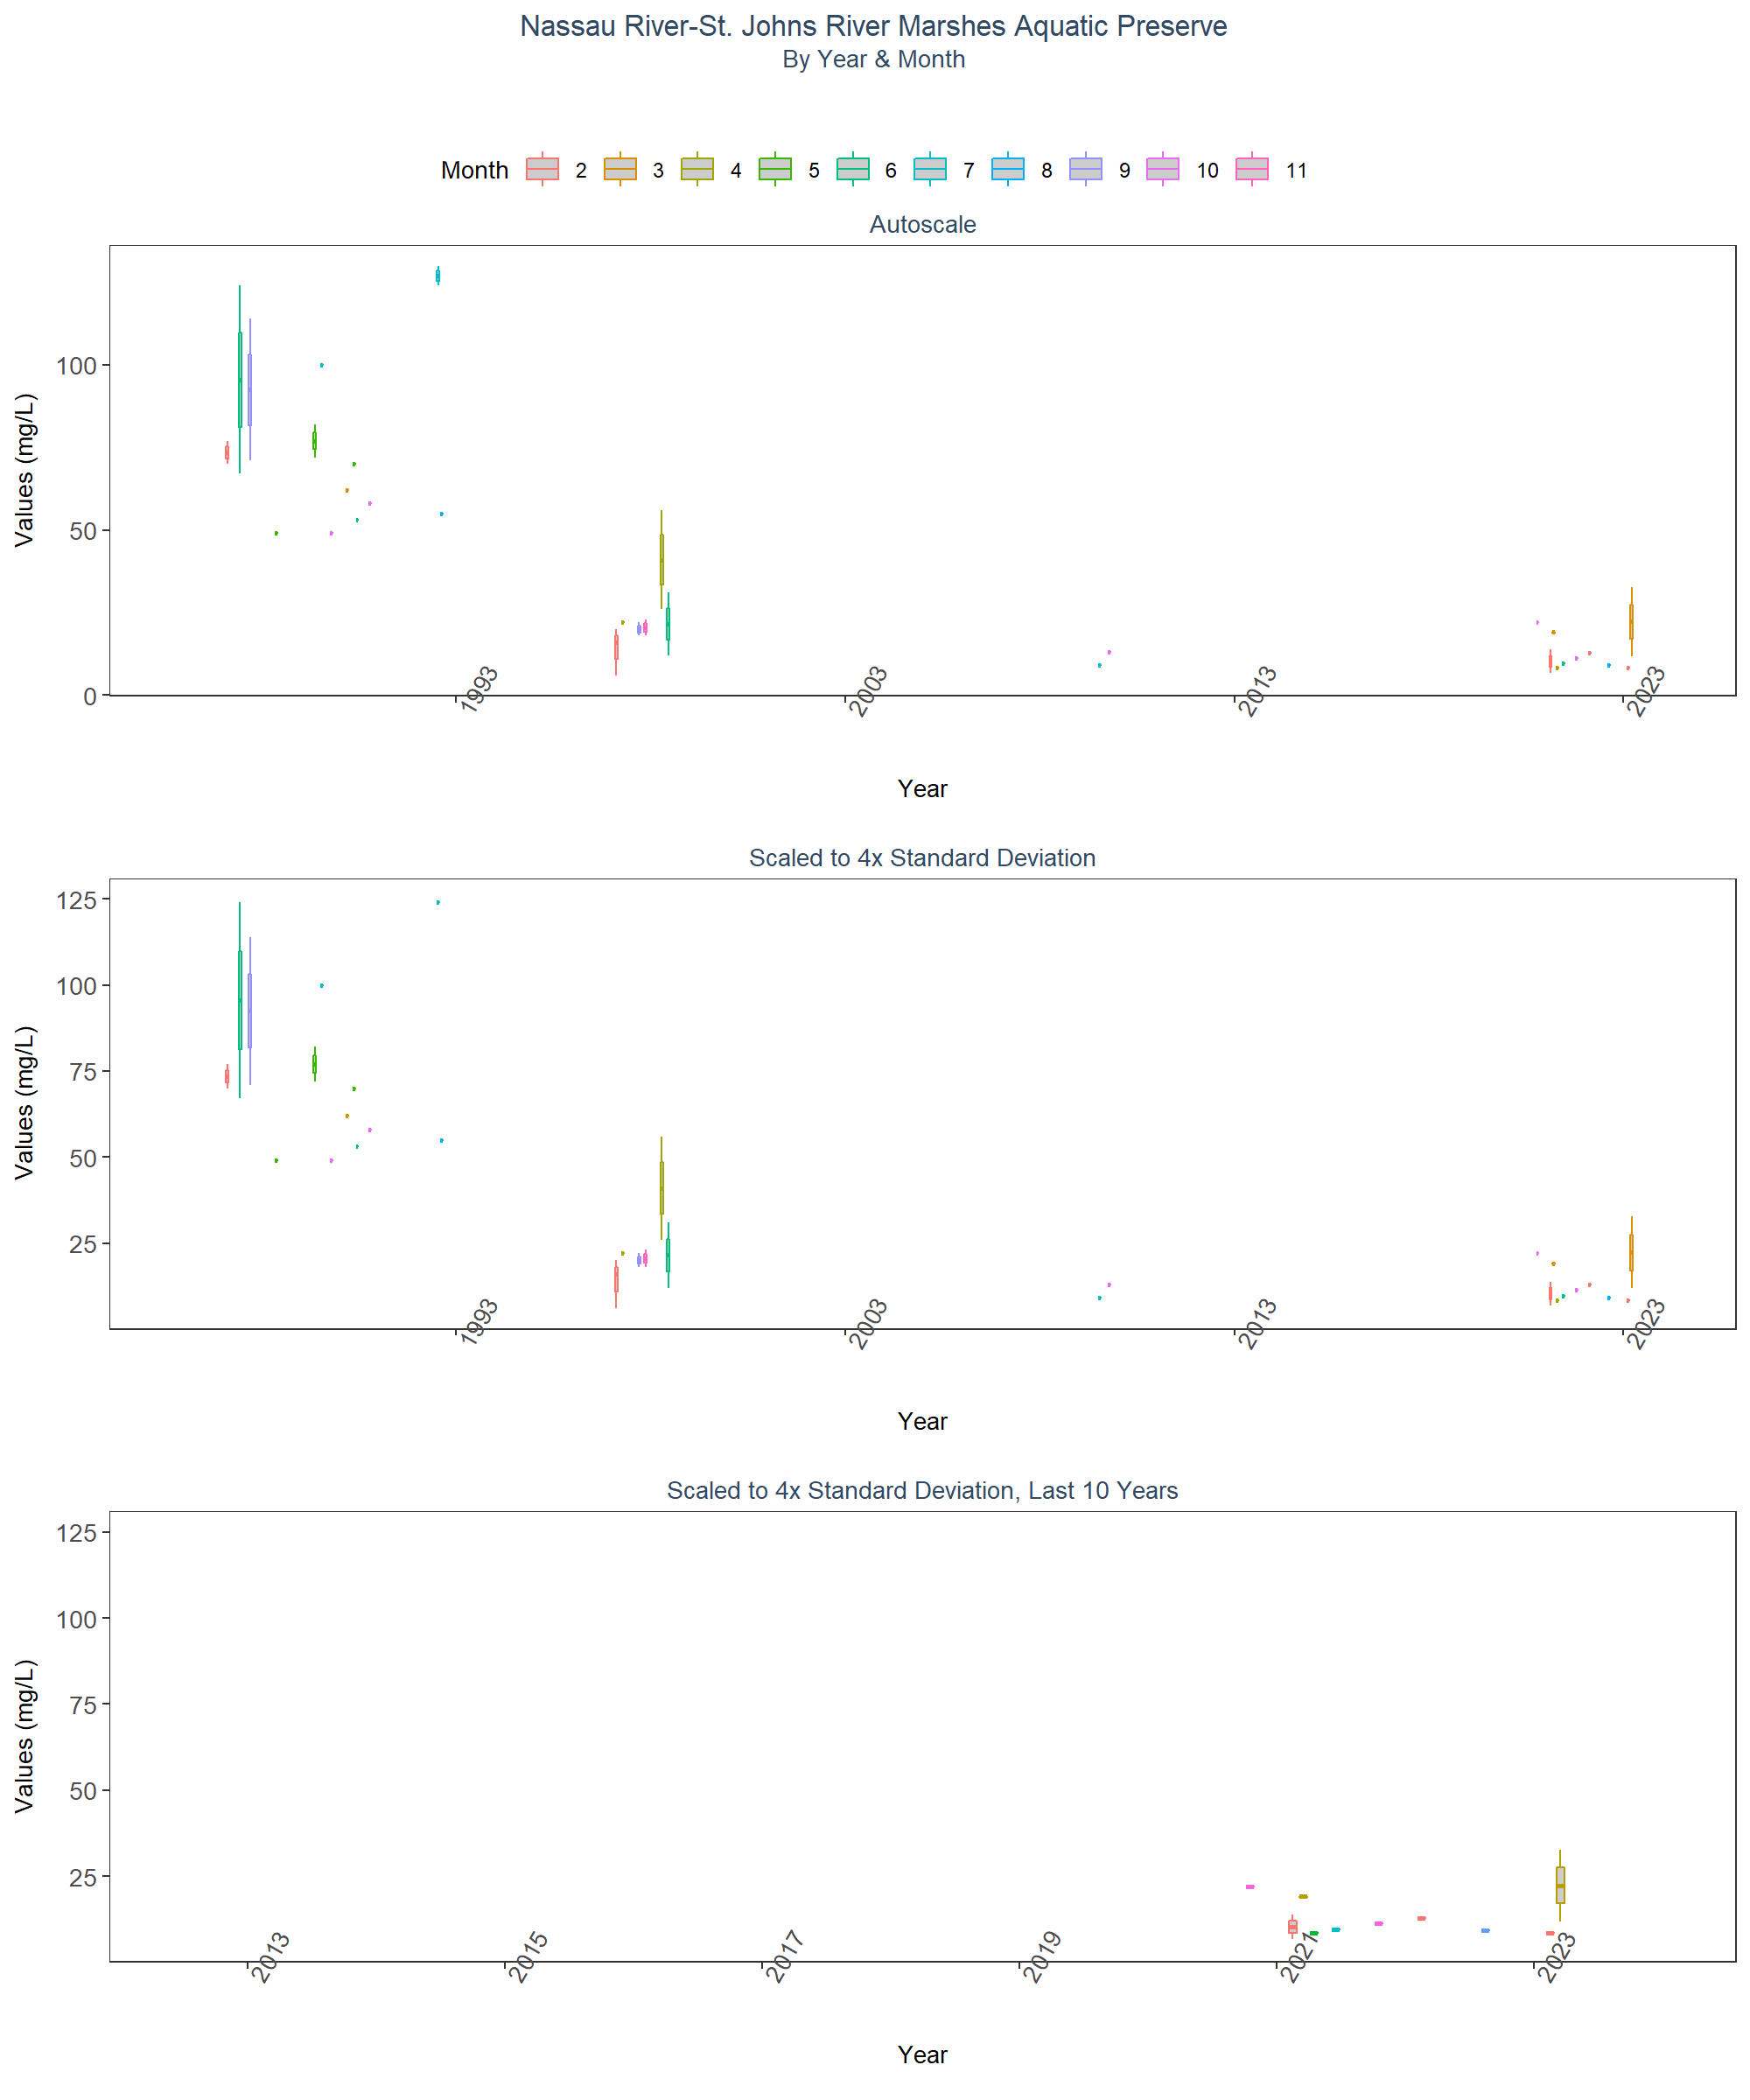 Nassau River-St. Johns River Marshes Aquatic Preserve
By Year & Month
Month 2 3 4 5 6 7 8 9 10 11
Autoscale
Values (mg/L)
100
50
0
1993 2003 2013 2023
Year
Scaled to 4x Standard Deviation
Values (mg/L)
125
100
75
50
25
1993 2003 2013 2023
Year
Scaled to 4x Standard Deviation, Last 10 Years
Values (mg/L)
125
100
75
50
25
2013 2015 2017 2019 2021 2023
Year